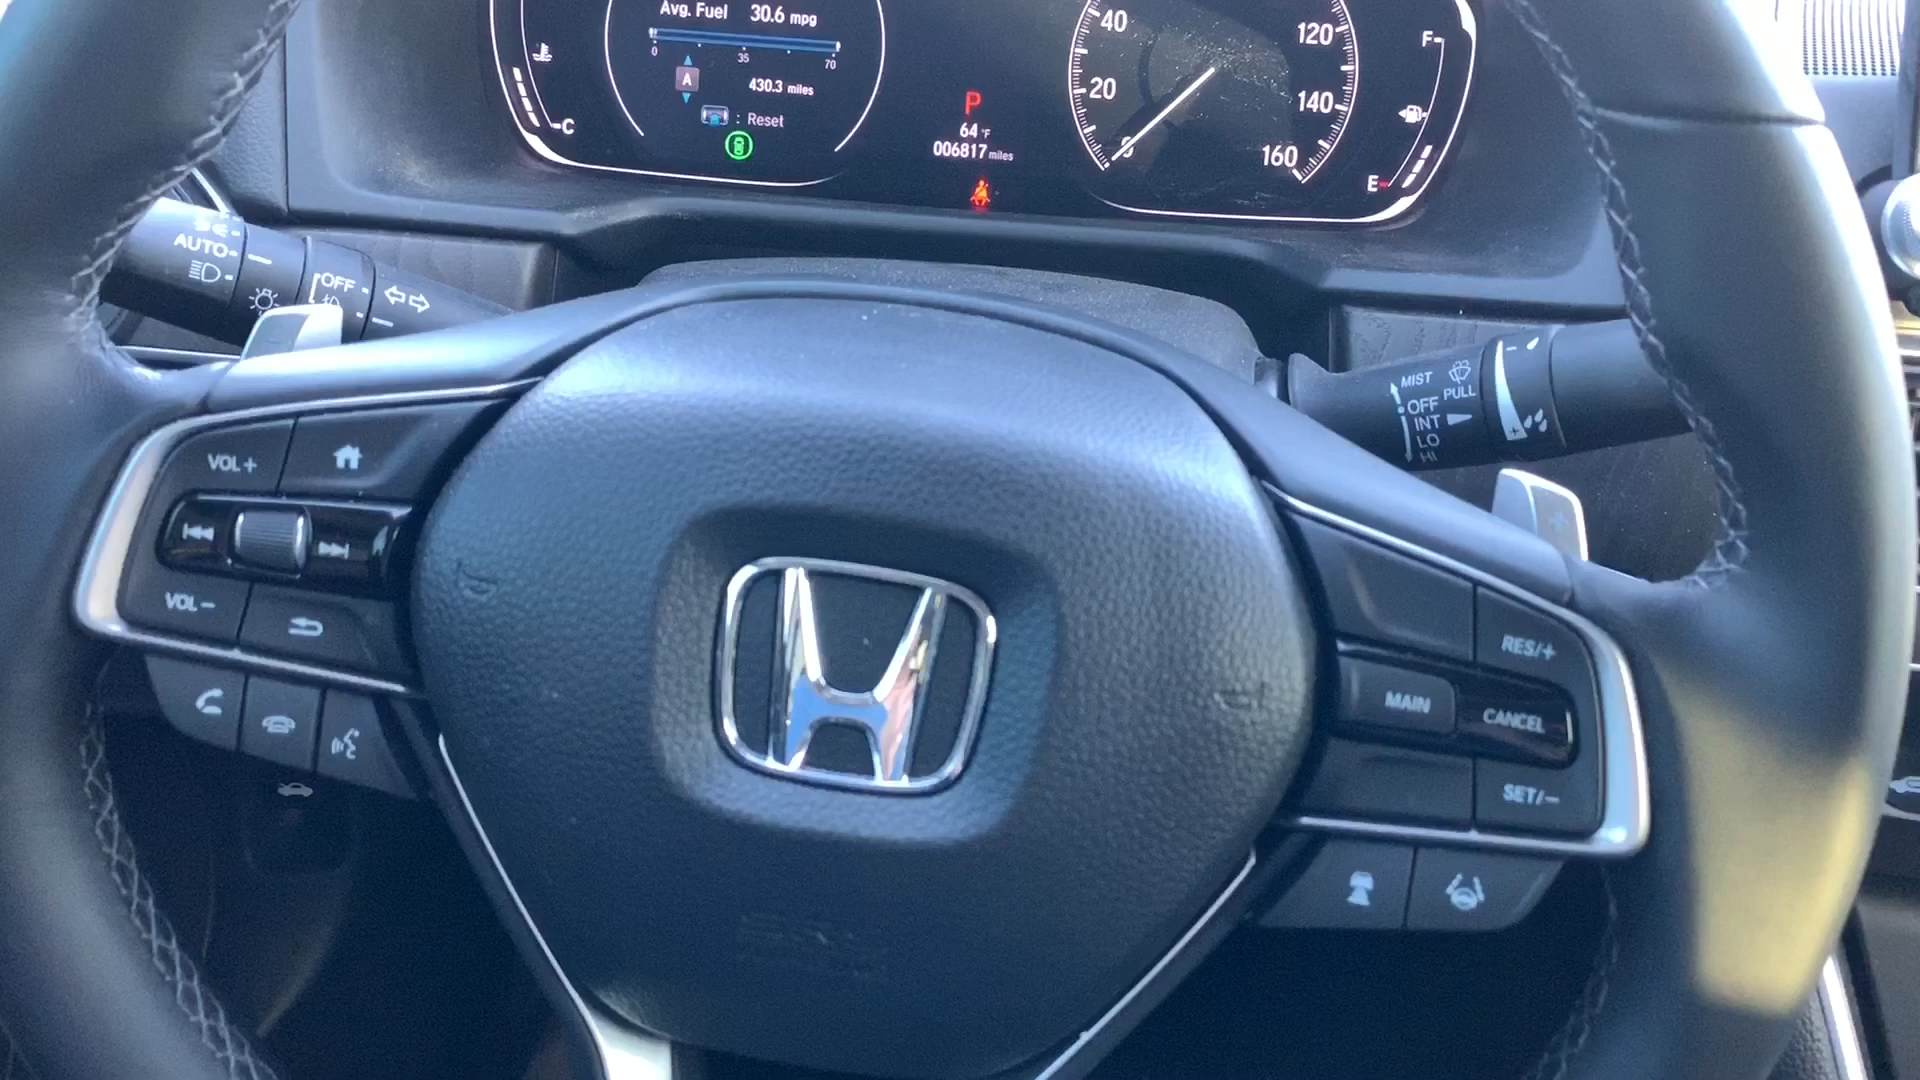 Avg. Fuel 30.6 mpg
0 35 70
A 430.3 miles
: Reset
C
P
64 °F
006817 miles
40 120
20 140
0 160
F
E
AUTO
OFF
MIST
OFF PULL
INT
LO
HI
VOL+
VOL-
RES/+
MAIN CANCEL
SET/-